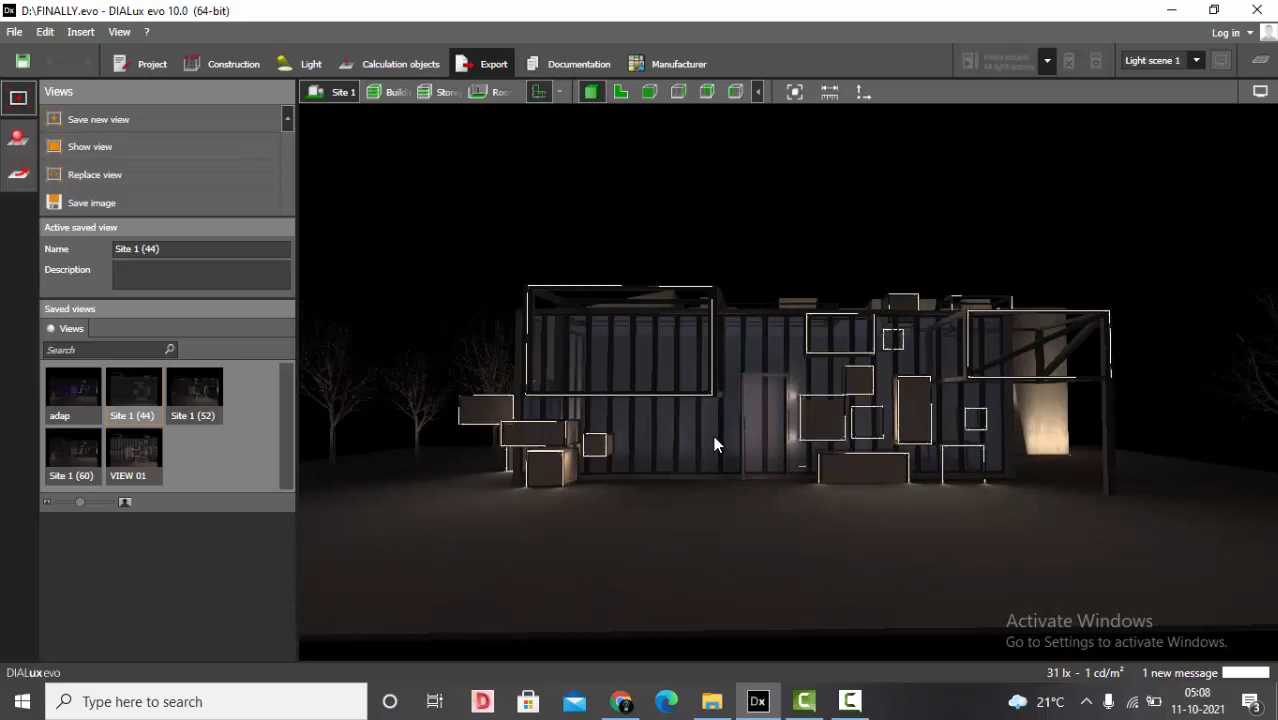 Dx D:\FINALLY.evo - DIALux evo 10.0 (64-bit)
File Edit Insert View ?
Log in
Project Construction Light Calculation objects Export Documentation Manufacturer
Light scene 1
Views
Site 1
Save new view
Show view
Replace view
Save image
Active saved view
Name Site 1 (44)
Description
Saved views
Views
Search
adap Site 1 (44) Site 1 (52)
Site 1 (60) VIEW 01
Activate Windows
Go to Settings to activate Windows.
DIALux evo
31 lx - 1 cd/m² 1 new message
Type here to search
D
Dx
C
C
21°C
05:08
11-10-2021
3